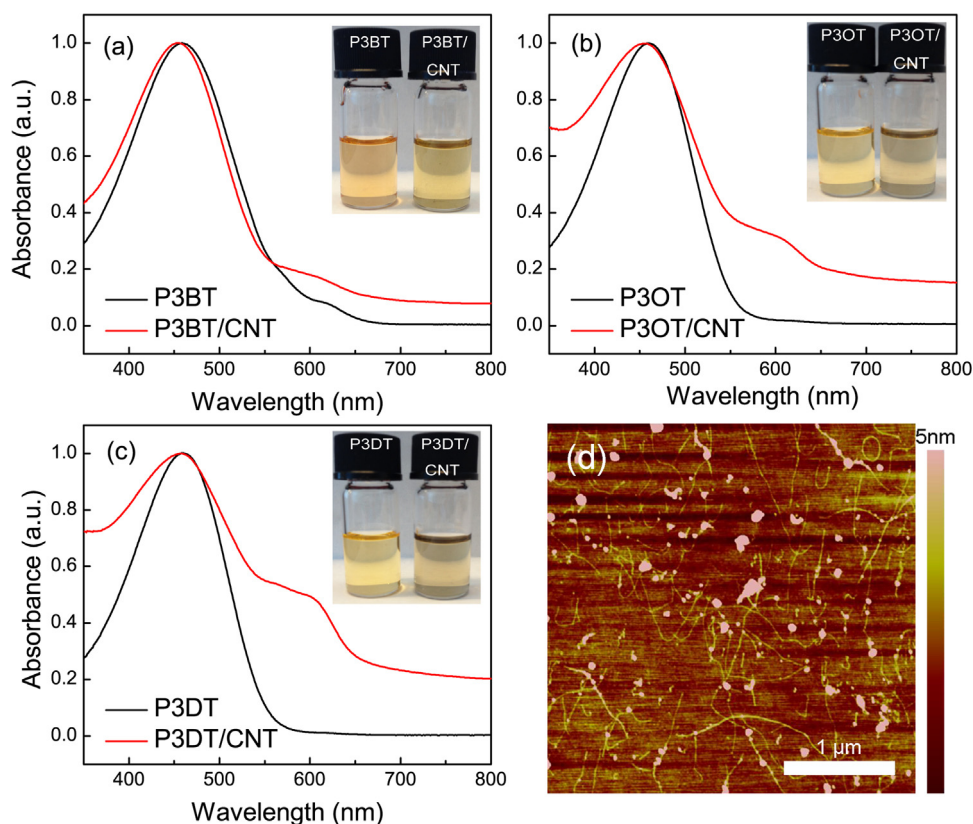 (a)
P3BT P3BT/
CNT
1.0
0.8
0.6
0.4
0.2
0.0
Absorbance (a.u.)
P3BT
P3BT/CNT
400 500 600 700 800
Wavelength (nm)
(b)
P3OT P3OT/
CNT
1.0
0.8
0.6
0.4
0.2
0.0
Absorbance (a.u.)
P3OT
P3OT/CNT
400 500 600 700 800
Wavelength (nm)
(c)
P3DT P3DT/
CNT
1.0
0.8
0.6
0.4
0.2
0.0
Absorbance (a.u.)
P3DT
P3DT/CNT
400 500 600 700 800
Wavelength (nm)
(d)
5nm
1 µm